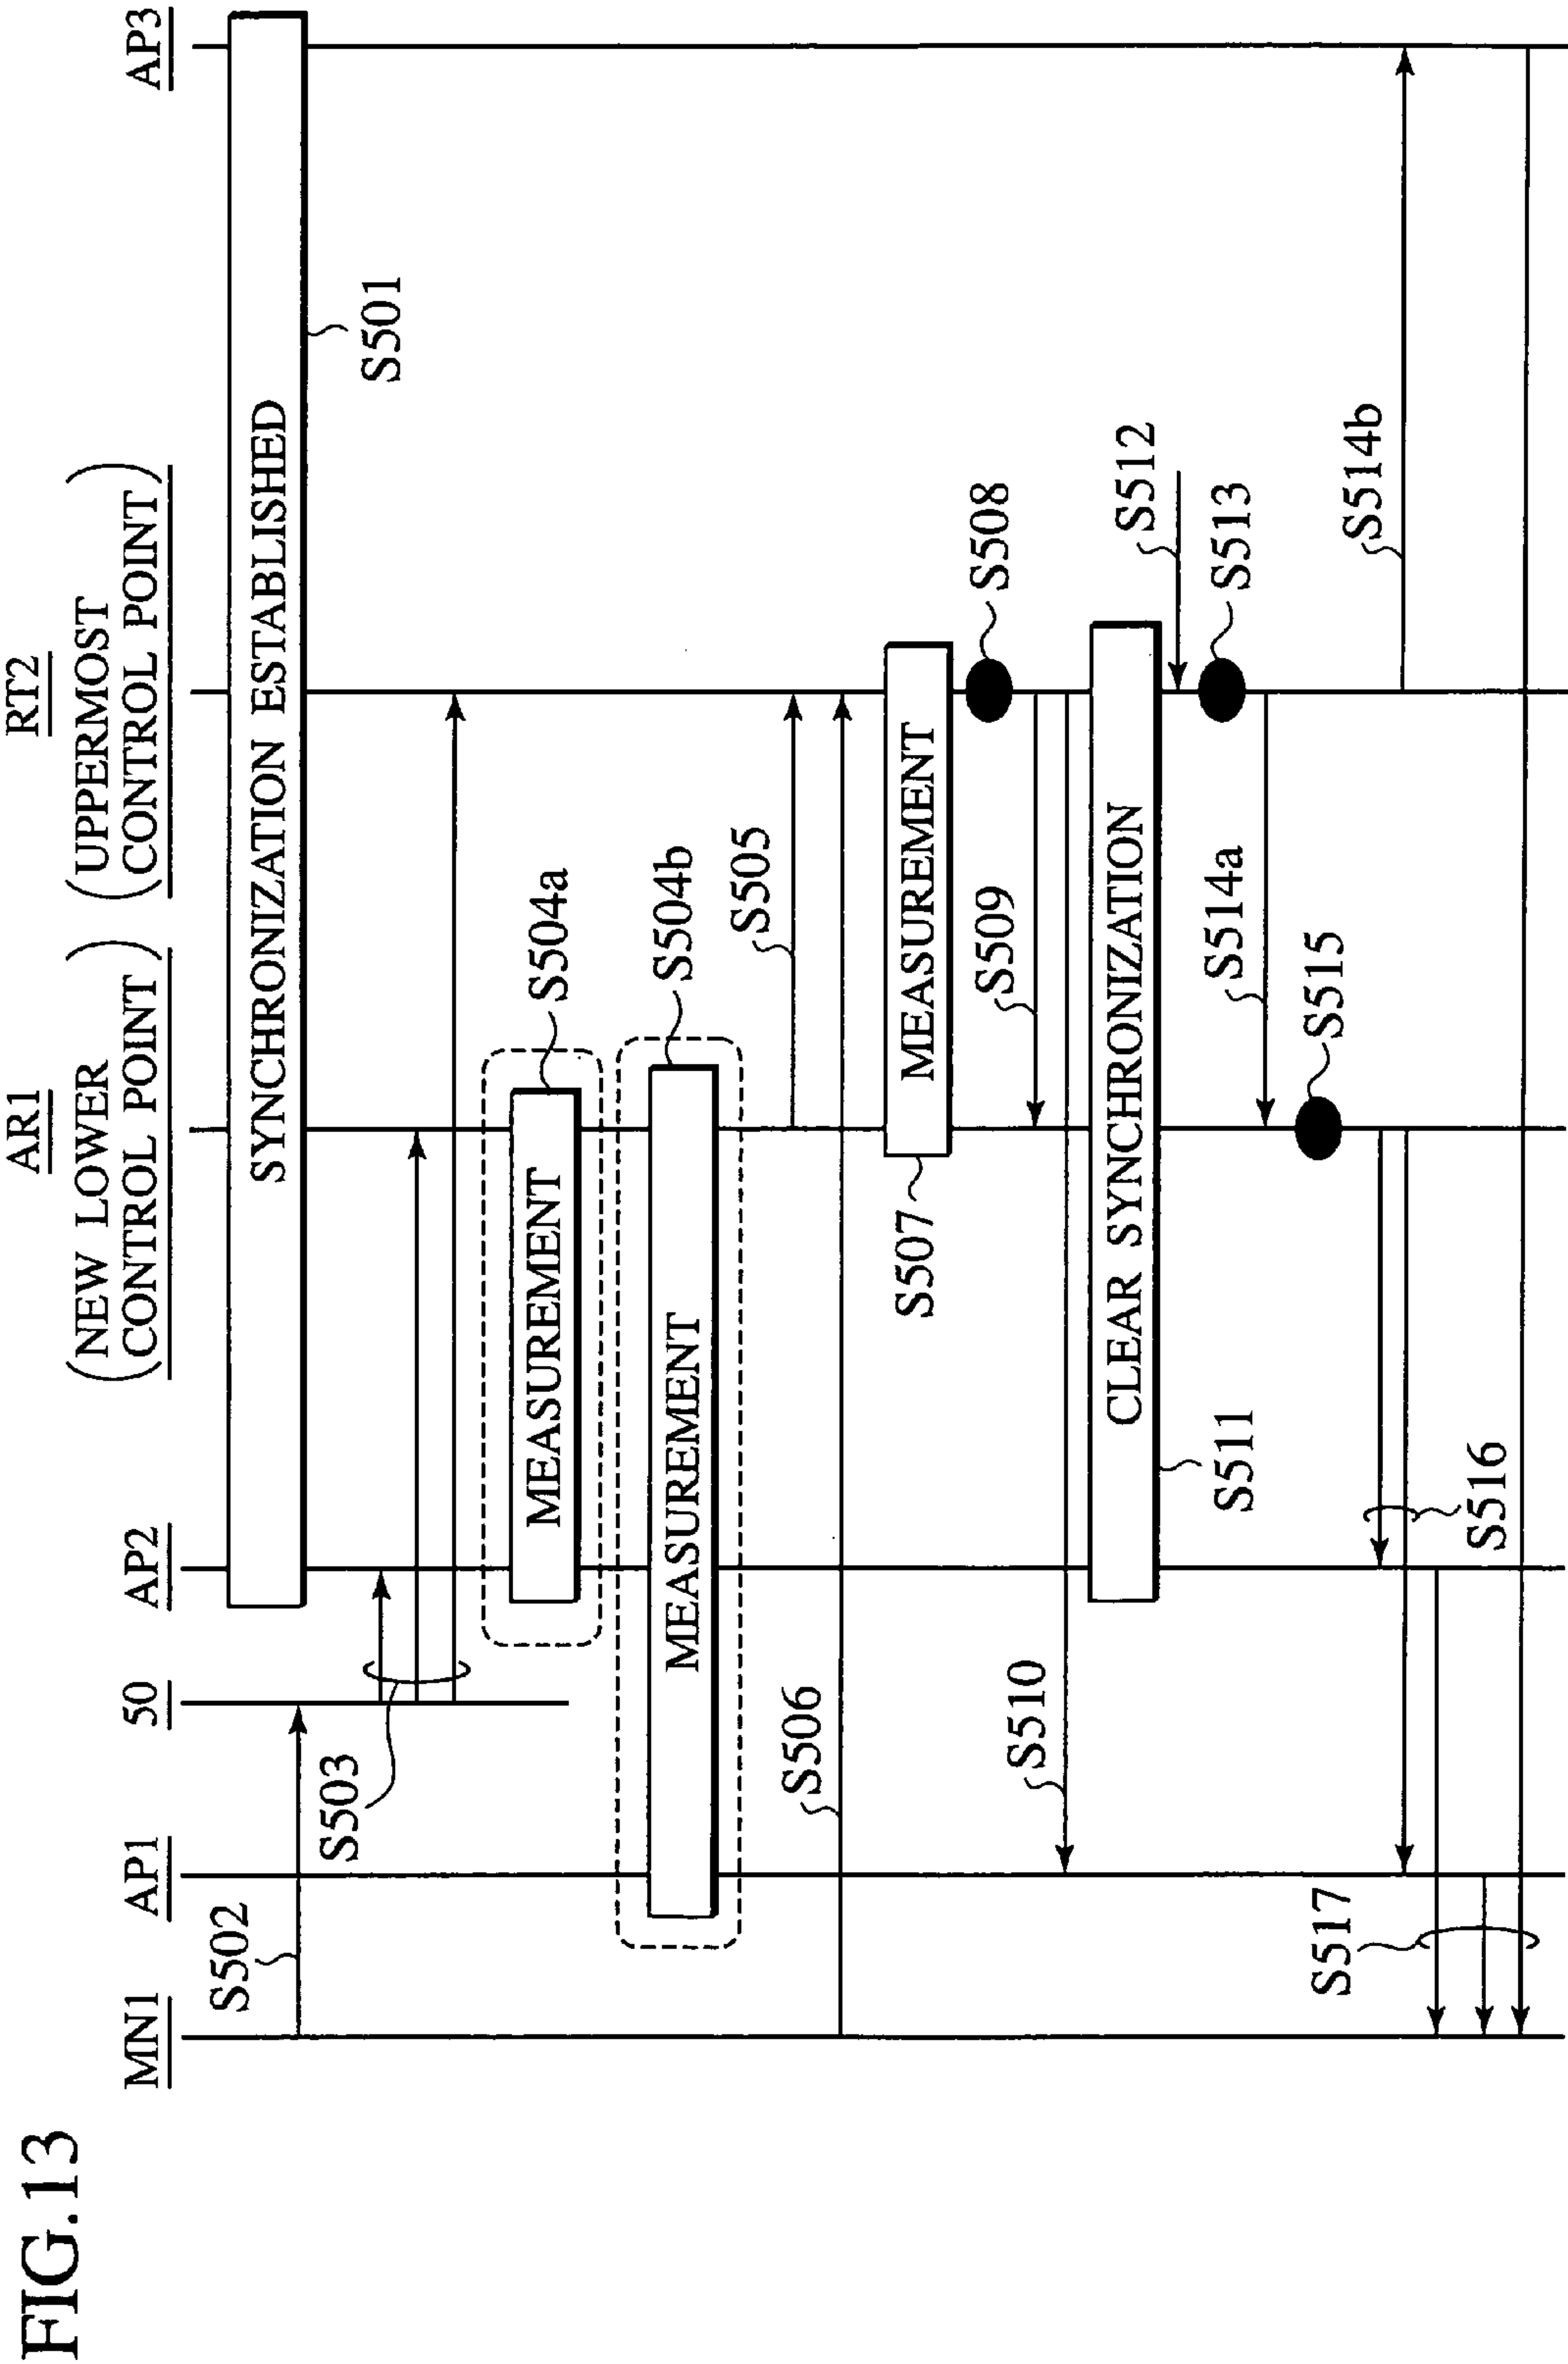 FIG.13
MN1
AP1
50
AP2
AR1
(NEW LOWER
CONTROL POINT)
RT2
(UPPERMOST
CONTROL POINT)
AP3
SYNCHRONIZATION ESTABLISHED
S501
S502
S503
MEASUREMENT
S504a
MEASUREMENT
S504b
S505
S506
MEASUREMENT
S507
S508
S509
S510
CLEAR SYNCHRONIZATION
S511
S512
S513
S514a
S515
S514b
S516
S517